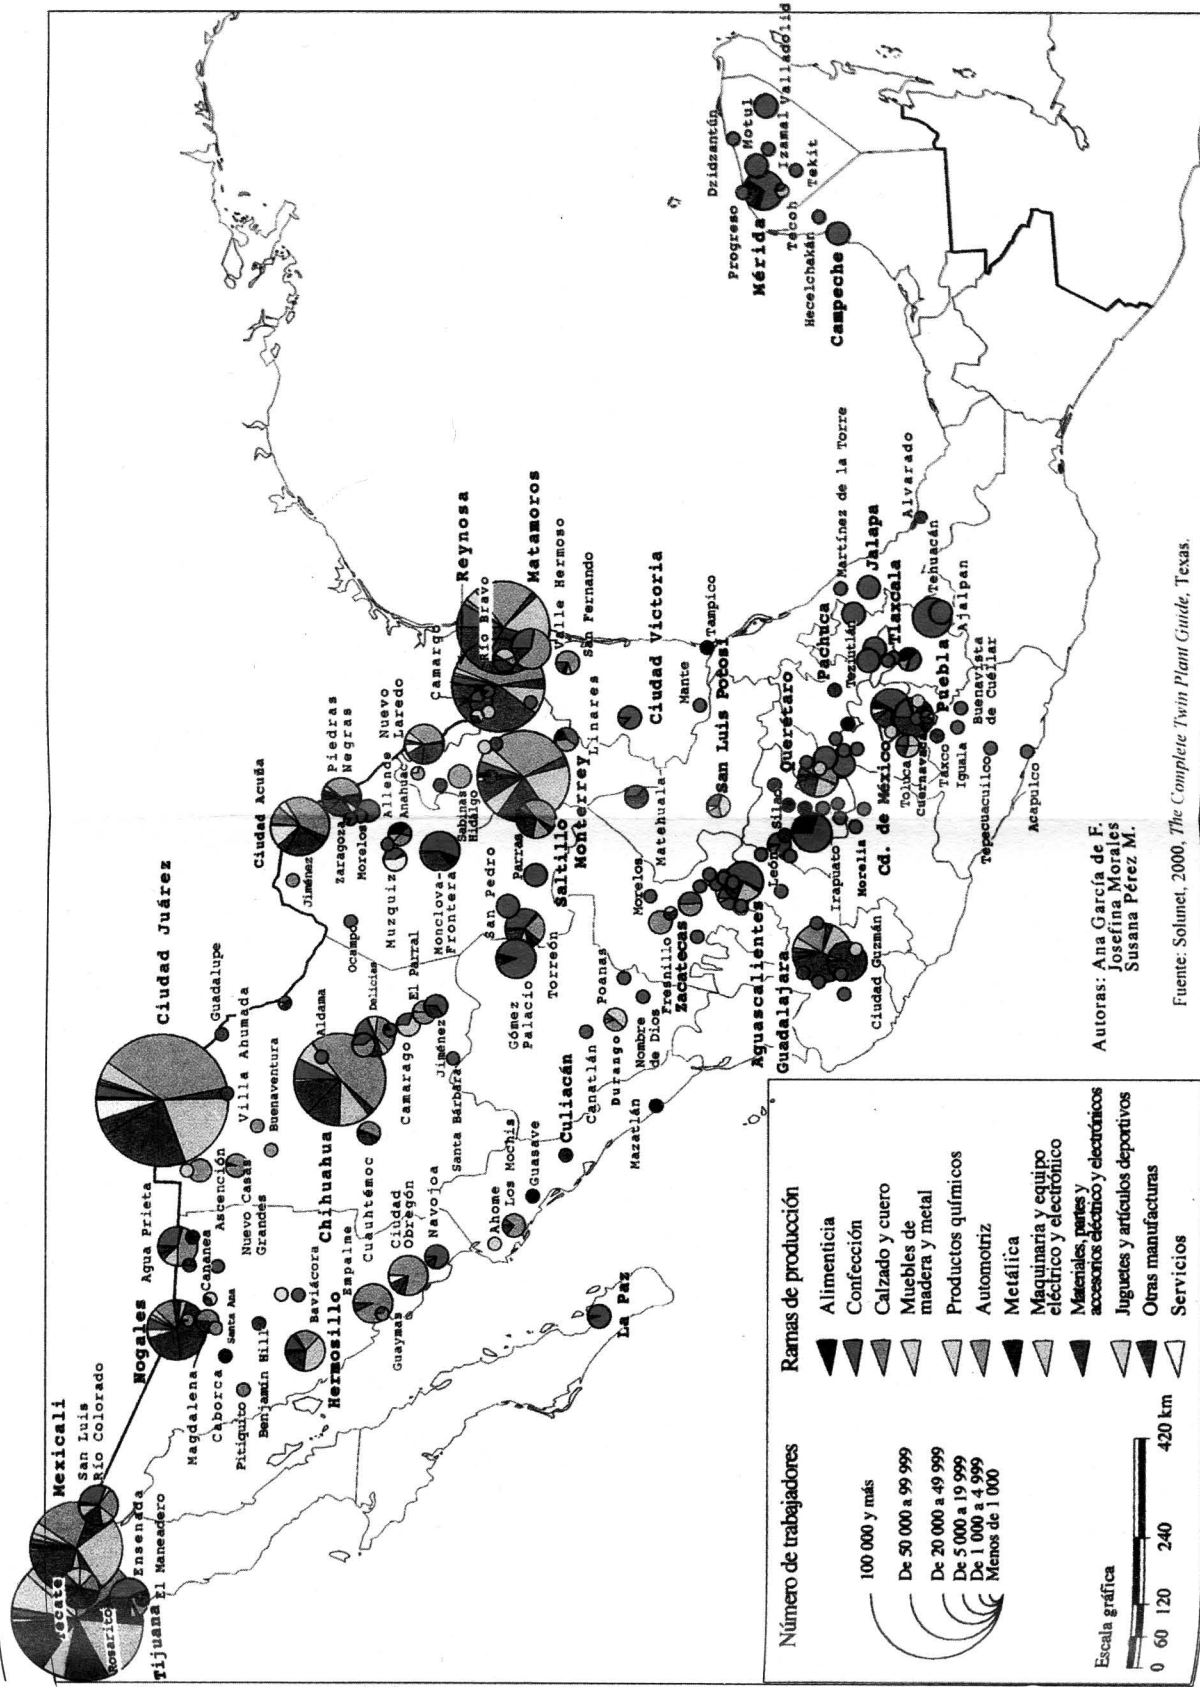 Mexicali
San Luis
Río Colorado
Tecate
Rosarito
Tijuana
Ensenada
El Maneadero
Nogales
Magdalena
Caborca
Santa Ana
Pitiquito
Benjamín Hill
Cananea
Agua Prieta
Ascención
Nuevo Casas
Grandes
Baviácora
Hermosillo
Empalme
Guaymas
Ciudad
Obregón
Navojoa
Ahome
Los Mochis
Guasave
La Paz
Culiacán
Mazatlán
Ciudad Juárez
Guadalupe
Villa Ahumada
Buenaventura
Chihuahua
Aldama
Delicias
Cuauhtémoc
Camarago
El Parral
Jiménez
Santa Bárbara
Ocampo
Ciudad Acuña
Jiménez
Piedras
Negras
Zaragoza
Morelos
Allende
Nuevo
Laredo
Anahuac
Muzquiz
Monclova-
Frontera
Sabinas
Hidalgo
San Pedro
Parras
Saltillo
Monterrey
Linares
Torreón
Gómez
Palacio
Camargo
Reynosa
Río Bravo
Matamoros
Valle Hermoso
San Fernando
Ciudad Victoria
Mante
Tampico
Matehuala
San Luis Potosí
Canatlán
Durango
Poanas
Nombre
de Dios
Morelos
Fresnillo
Zacatecas
Aguascalientes
Guadalajara
Ciudad Guzmán
León
Silao
Irapuato
Morelia
Querétaro
Cd. de México
Toluca
Cuernavaca
Taxco
Iguala
Buenavista
de Cuéllar
Tepecuacuilco
Acapulco
Pachuca
Teziutlán
Tlaxcala
Puebla
Martínez de la Torre
Jalapa
Alvarado
Tehuacán
Ajalpan
Dzidzantún
Progreso
Motul
Mérida
Izamal
Valladolid
Tecoh
Tekit
Hecelchakán
Campeche
Número de trabajadores
100 000 y más
De 50 000 a 99 999
De 20 000 a 49 999
De 5 000 a 19 999
De 1 000 a 4 999
Menos de 1 000
Escala gráfica
0 60 120 240 420 km
Ramas de producción
Alimenticia
Confección
Calzado y cuero
Muebles de
madera y metal
Productos químicos
Automotriz
Metálica
Maquinaria y equipo
eléctrico y electrónico
Materiales, partes y
accesorios eléctrico y electrónicos
Juguetes y artículos deportivos
Otras manufacturas
Servicios
Autoras: Ana García de F.
Josefina Morales
Susana Pérez M.
Fuente: Solunet, 2000, The Complete Twin Plant Guide, Texas.